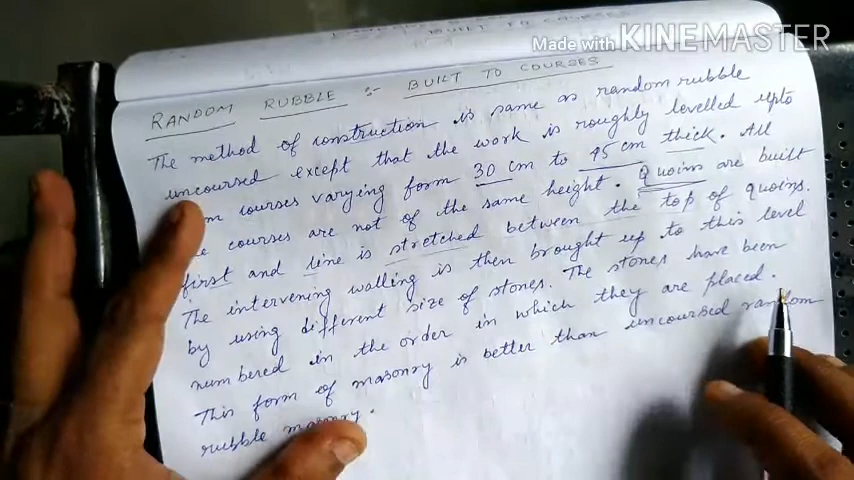 Made with KINEMASTER
BUILT TO COURSES
RANDOM RUBBLE :- BUILT TO COURSES
The method of construction is same as random rubble
uncoursed except that the work is roughly levelled upto
courses varying form 30 cm to 45 cm thick. All
courses are not of the same height. Quoins are built
first and line is stretched between the top of quoins.
The intervening walling is then brought up to this level
by using different size of stones. The stones have been
numbered in the order in which they are placed.
This form of masonry is better than uncoursed random
rubble masonry.